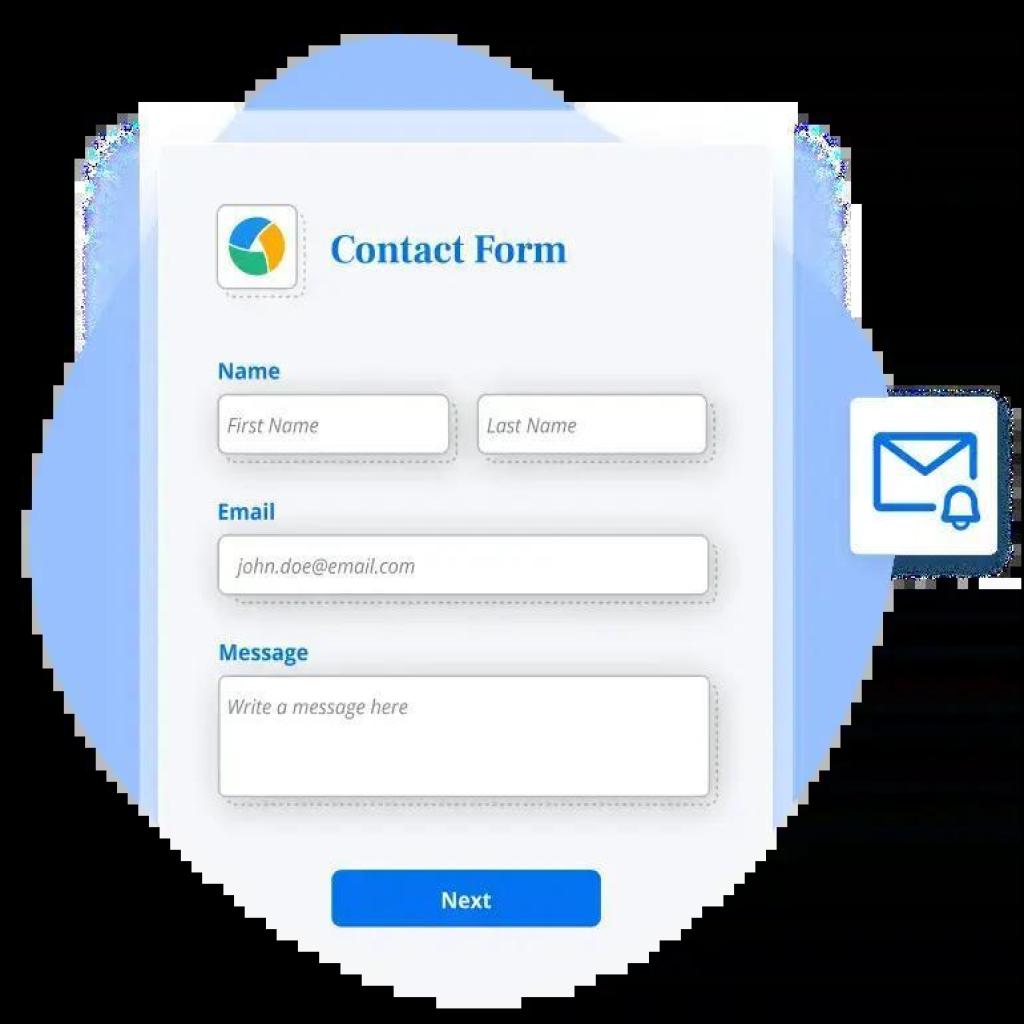 Contact Form
Name
First Name Last Name
Email
john.doe@email.com
Message
Write a message here
Next